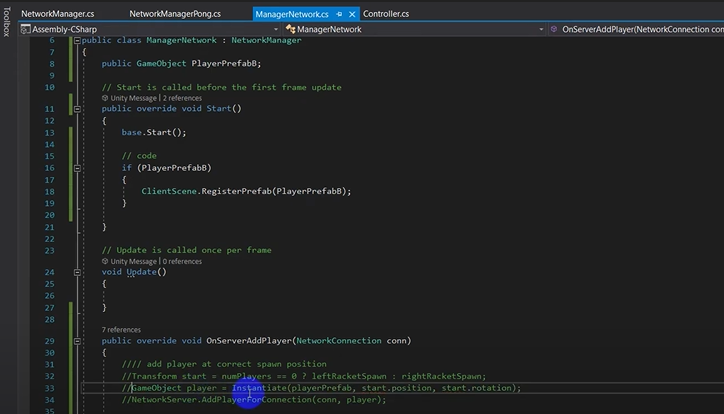 NetworkManager.cs NetworkManagerPong.cs ManagerNetwork.cs Controller.cs
Toolbox
Assembly-CSharp ManagerNetwork OnServerAddPlayer(NetworkConnection con
6 public class ManagerNetwork : NetworkManager
7 {
8 public GameObject PlayerPrefabB;
9
10 // Start is called before the first frame update
Unity Message | 2 references
11 public override void Start()
12 {
13 base.Start();
14
15 // code
16 if (PlayerPrefabB)
17 {
18 ClientScene.RegisterPrefab(PlayerPrefabB);
19 }
20
21 }
22
23 // Update is called once per frame
Unity Message | 0 references
24 void Update()
25 {
26
27 }
28
7 references
29 public override void OnServerAddPlayer(NetworkConnection conn)
30 {
31 //// add player at correct spawn position
32 //Transform start = numPlayers == 0 ? leftRacketSpawn : rightRacketSpawn;
33 //GameObject player = Instantiate(playerPrefab, start.position, start.rotation);
34 //NetworkServer.AddPlayerForConnection(conn, player);
35